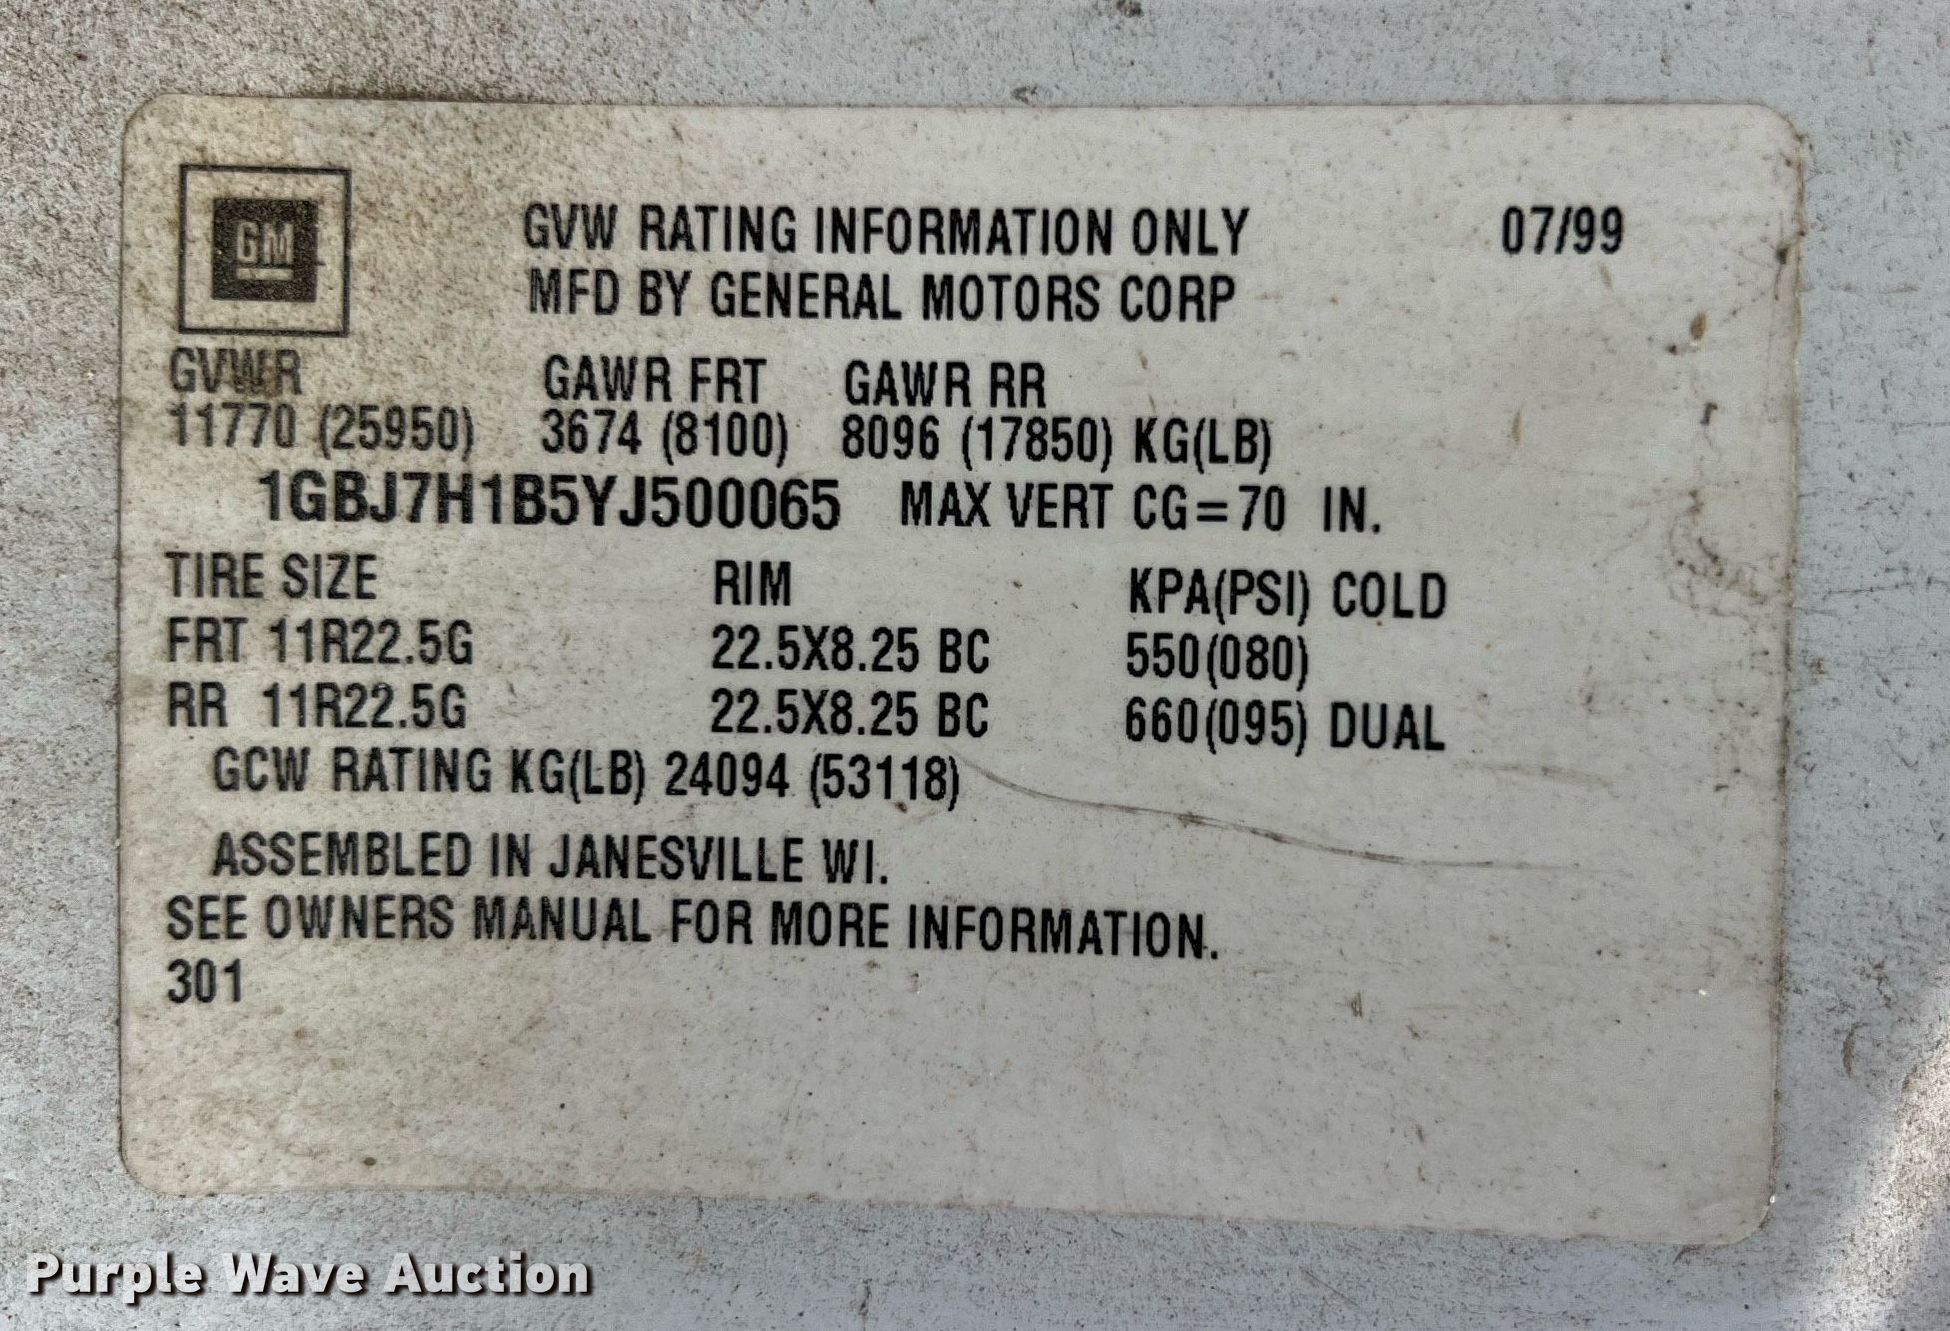 GM
GVW RATING INFORMATION ONLY 07/99
MFD BY GENERAL MOTORS CORP
GVWR GAWR FRT GAWR RR
11770 (25950) 3674 (8100) 8096 (17850) KG(LB)
1GBJ7H1B5YJ500065 MAX VERT CG=70 IN.
TIRE SIZE RIM KPA(PSI) COLD
FRT 11R22.5G 22.5X8.25 BC 550(080)
RR 11R22.5G 22.5X8.25 BC 660(095) DUAL
GCW RATING KG(LB) 24094 (53118)
ASSEMBLED IN JANESVILLE WI.
SEE OWNERS MANUAL FOR MORE INFORMATION.
301
Purple Wave Auction